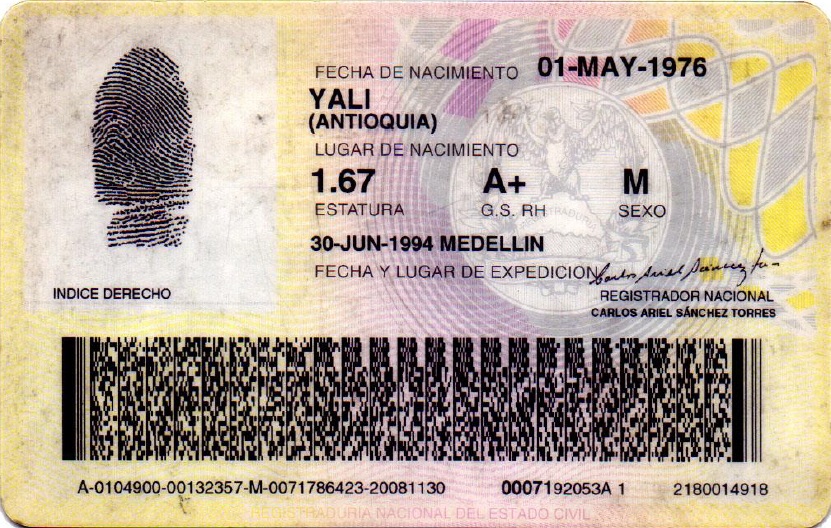 FECHA DE NACIMIENTO 01-MAY-1976
YALI
(ANTIOQUIA)
LUGAR DE NACIMIENTO
1.67 A+ M
ESTATURA G.S. RH SEXO
30-JUN-1994 MEDELLIN
FECHA Y LUGAR DE EXPEDICION
INDICE DERECHO
REGISTRADOR NACIONAL
CARLOS ARIEL SÁNCHEZ TORRES
A-0104900-00132357-M-0071786423-20081130 0007192053A 1 2180014918
REGISTRADURIA NACIONAL DEL ESTADO CIVIL